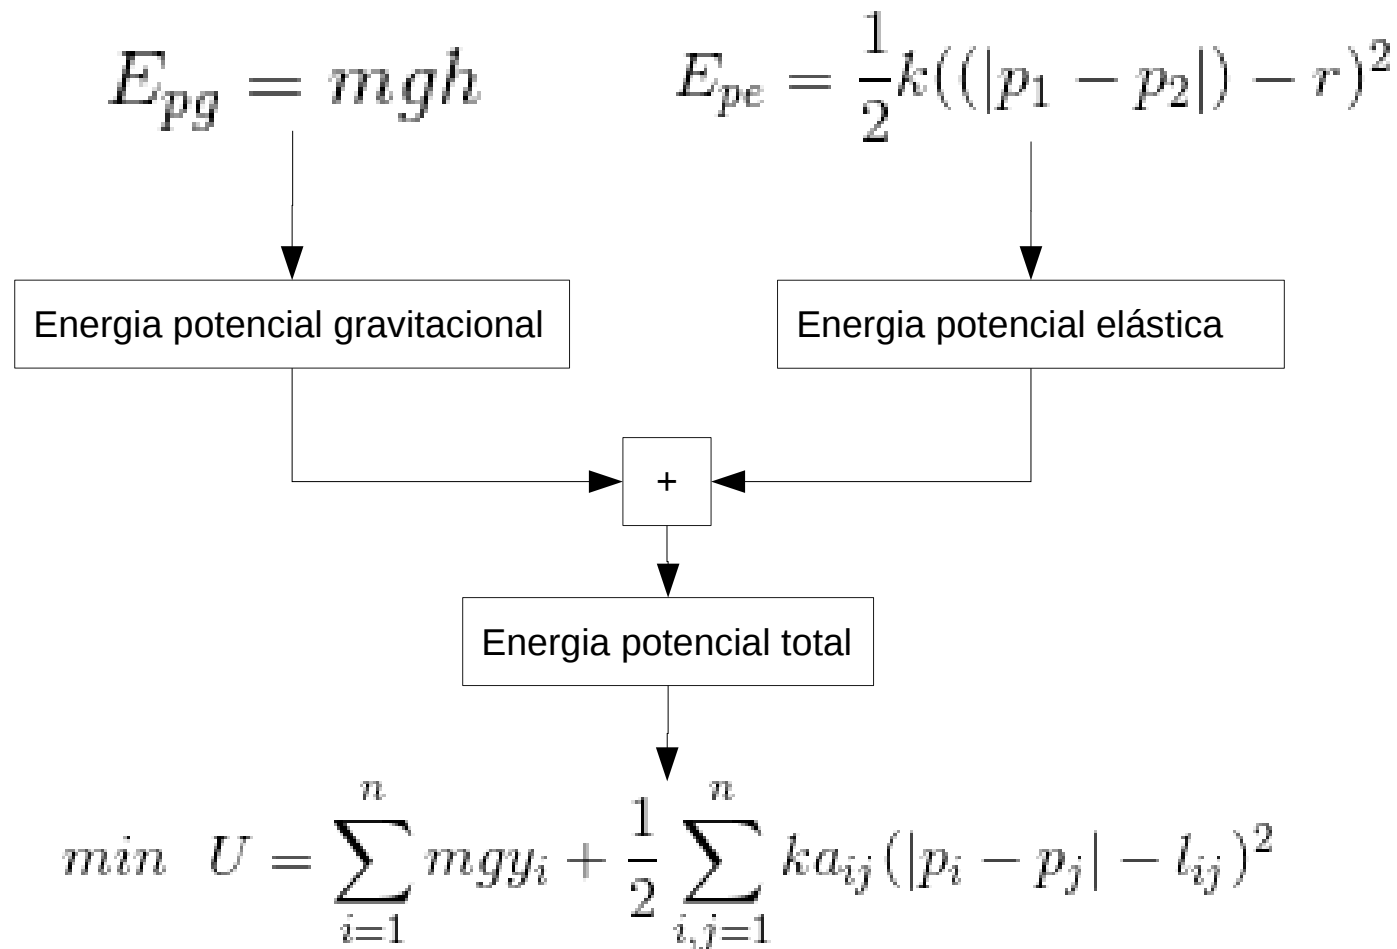 E_{pg} = mgh
E_{pe} = \frac{1}{2}k((|p_1 - p_2|) - r)^2
Energia potencial gravitacional
Energia potencial elástica
+
Energia potencial total
min U = \sum_{i=1}^{n} mgy_i + \frac{1}{2} \sum_{i,j=1}^{n} ka_{ij}(|p_i - p_j| - l_{ij})^2